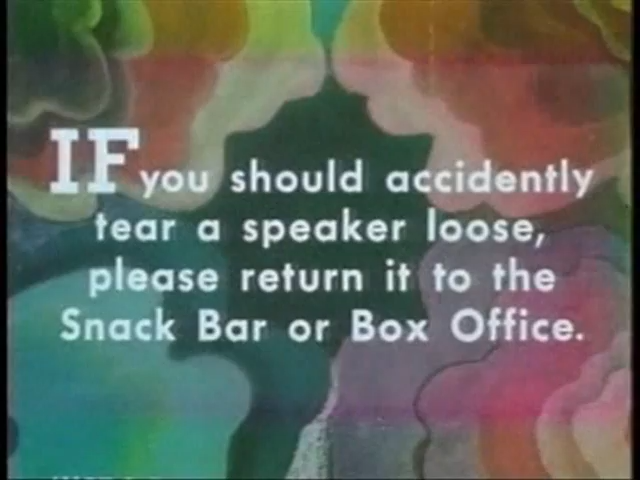 IF you should accidently
tear a speaker loose,
please return it to the
Snack Bar or Box Office.